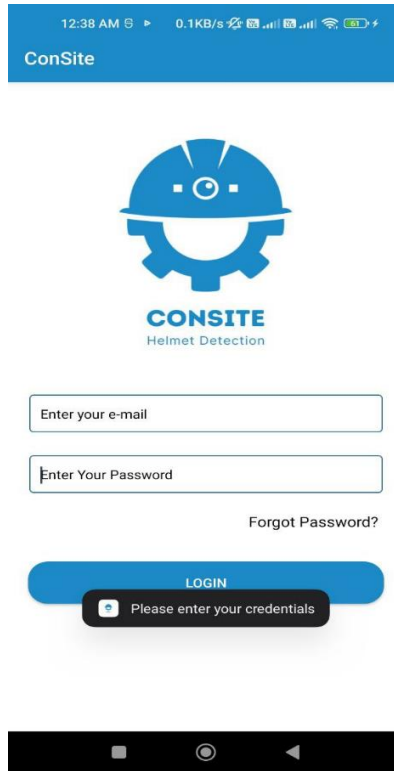 12:38 AM 0.1KB/s 61
ConSite
CONSITE
Helmet Detection
Enter your e-mail
Enter Your Password
Forgot Password?
LOGIN
Please enter your credentials